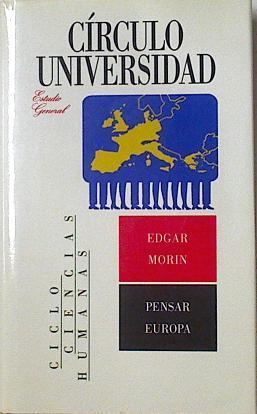 CÍRCULO
UNIVERSIDAD
Estudio
General
CICLO
CIENCIAS
HUMANAS
EDGAR
MORIN
PENSAR
EUROPA